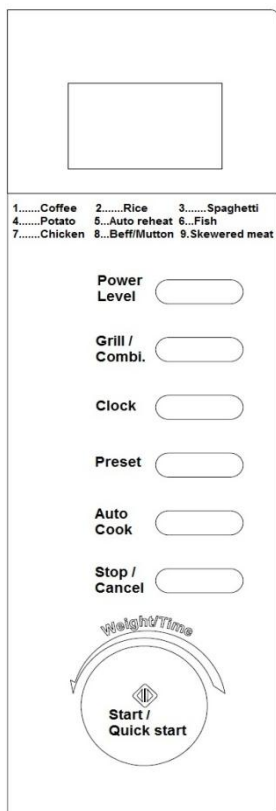 1.......Coffee 2.......Rice 3.......Spaghetti
4.......Potato 5...Auto reheat 6...Fish
7.......Chicken 8...Beff/Mutton 9.Skewered meat
Power
Level
Grill /
Combi.
Clock
Preset
Auto
Cook
Stop /
Cancel
Weight/Time
Start /
Quick start